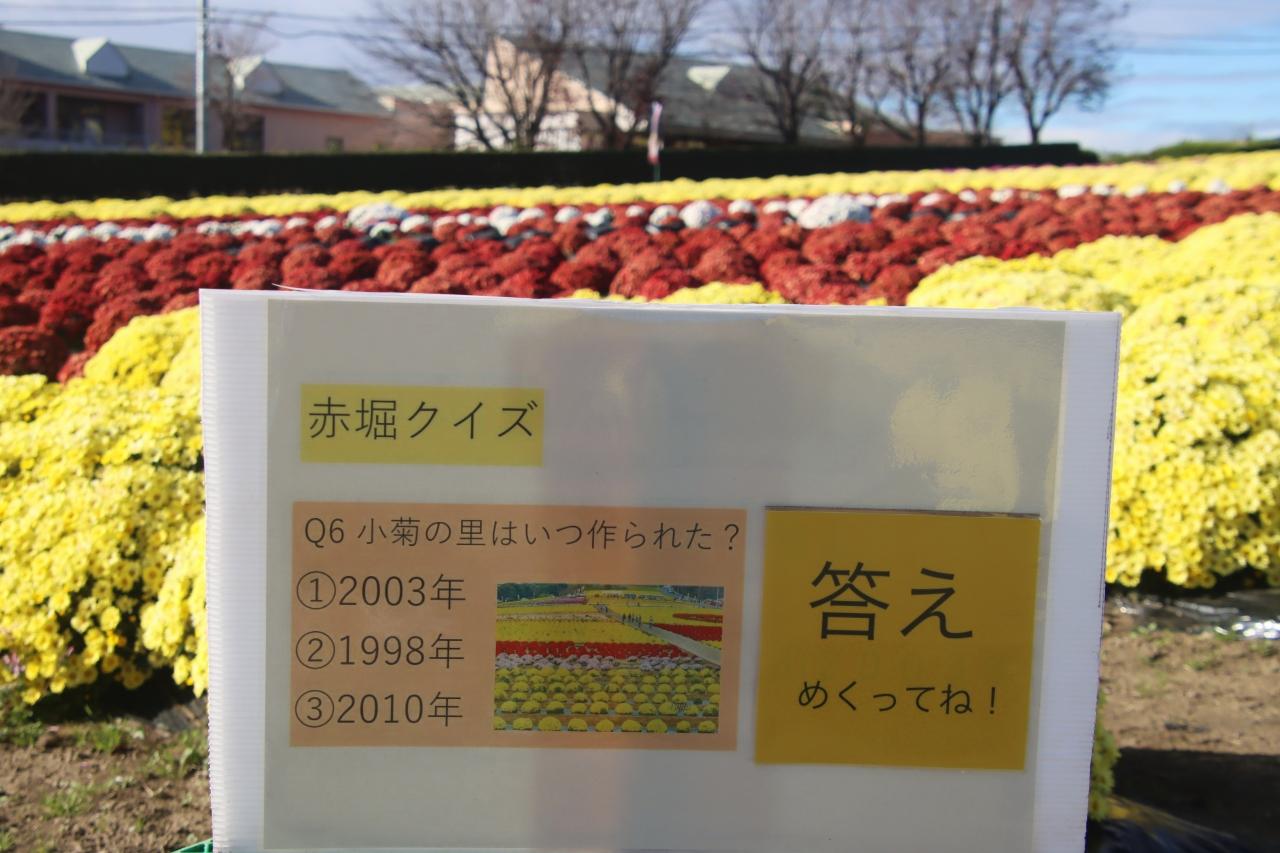 赤堀クイズ
Q6 小菊の里はいつ作られた？
①2003年
②1998年
③2010年
答え
めくってね！